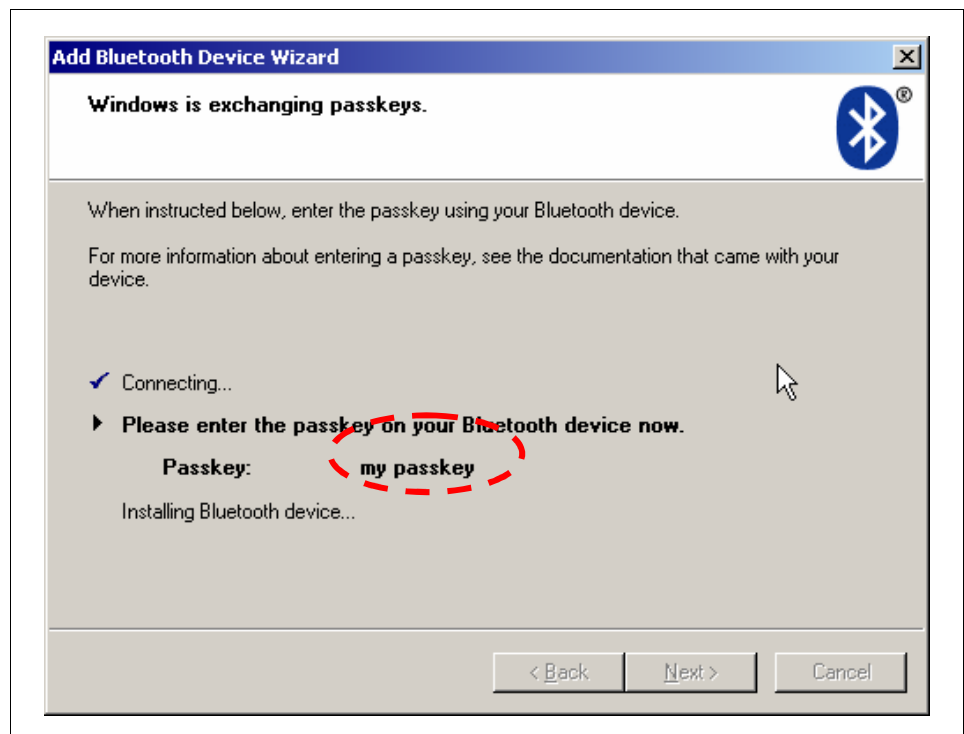 Add Bluetooth Device Wizard
Windows is exchanging passkeys.
®
When instructed below, enter the passkey using your Bluetooth device.
For more information about entering a passkey, see the documentation that came with your
device.
Connecting...
Please enter the passkey on your Bluetooth device now.
Passkey: my passkey
Installing Bluetooth device...
< Back Next > Cancel